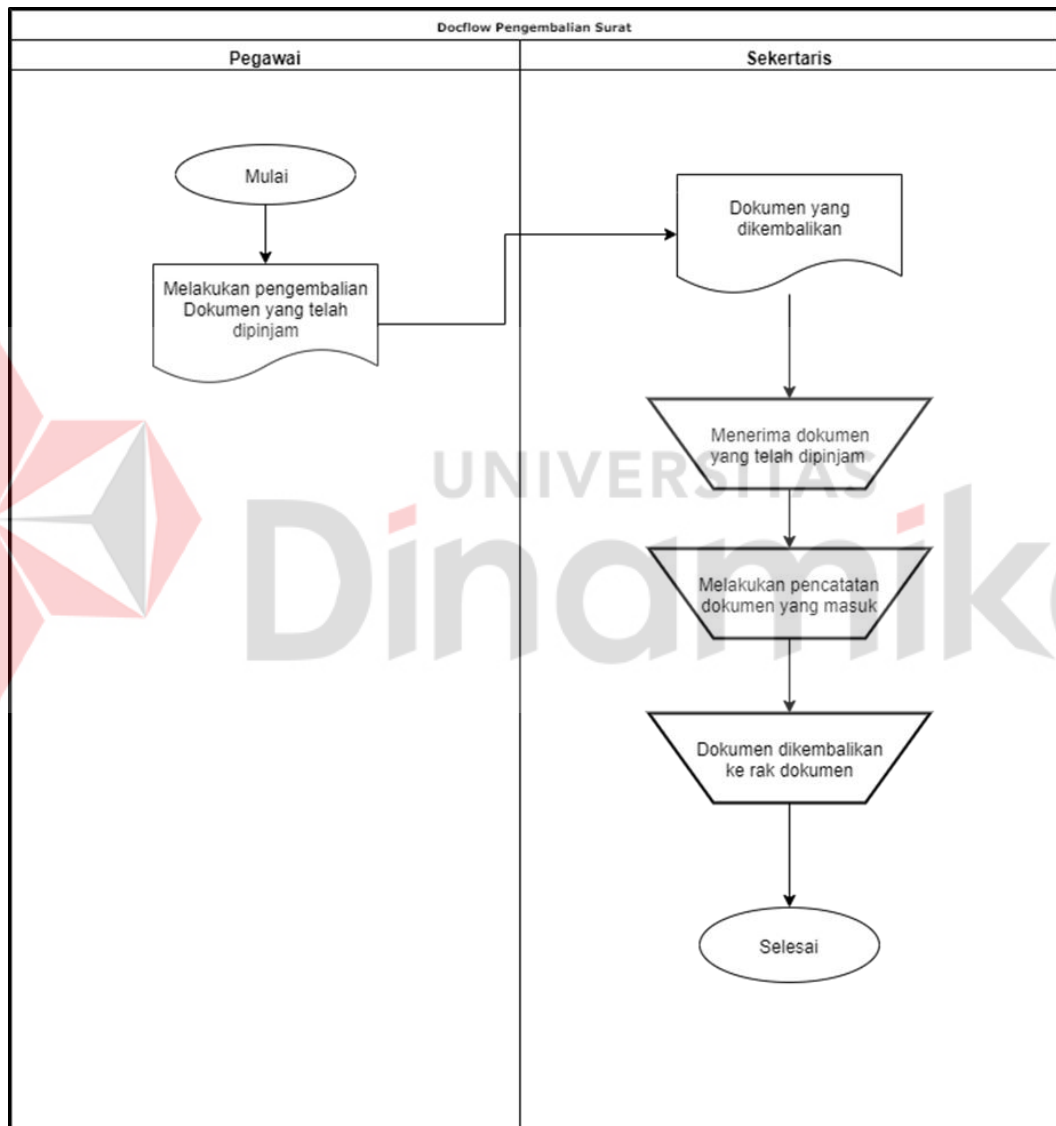 Docflow Pengembalian Surat
Pegawai
Sekertaris
Mulai
Melakukan pengembalian
Dokumen yang telah
dipinjam
Dokumen yang
dikembalikan
Menerima dokumen
yang telah dipinjam
Melakukan pencatatan
dokumen yang masuk
Dokumen dikembalikan
ke rak dokumen
Selesai
UNIVERSITAS
Dinamika